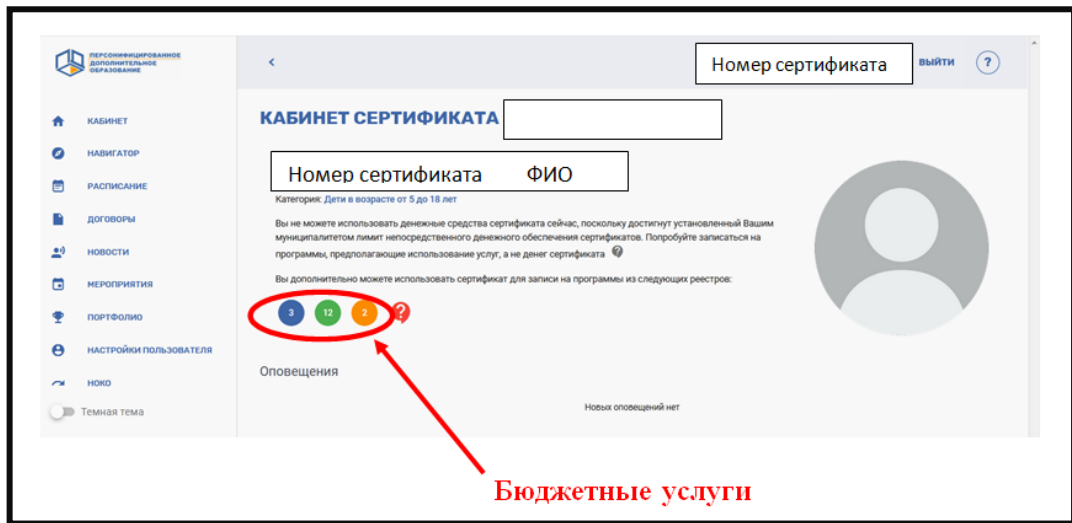 ПЕРСОНИФИЦИРОВАННОЕ
ДОПОЛНИТЕЛЬНОЕ
ОБРАЗОВАНИЕ
Номер сертификата
ВЫЙТИ
?
КАБИНЕТ
НАВИГАТОР
РАСПИСАНИЕ
ДОГОВОРЫ
НОВОСТИ
МЕРОПРИЯТИЯ
ПОРТФОЛИО
НАСТРОЙКИ ПОЛЬЗОВАТЕЛЯ
НОКО
Темная тема
КАБИНЕТ СЕРТИФИКАТА
Номер сертификата ФИО
Категория: Дети в возрасте от 5 до 18 лет
Вы не можете использовать денежные средства сертификата сейчас, поскольку достигнут установленный Вашим
муниципалитетом лимит непосредственного денежного обеспечения сертификатов. Попробуйте записаться на
программы, предполагающие использование услуг, а не денег сертификата ?
Вы дополнительно можете использовать сертификат для записи на программы из следующих реестров:
3 12 2 ?
Оповещения
Новых оповещений нет
Бюджетные услуги